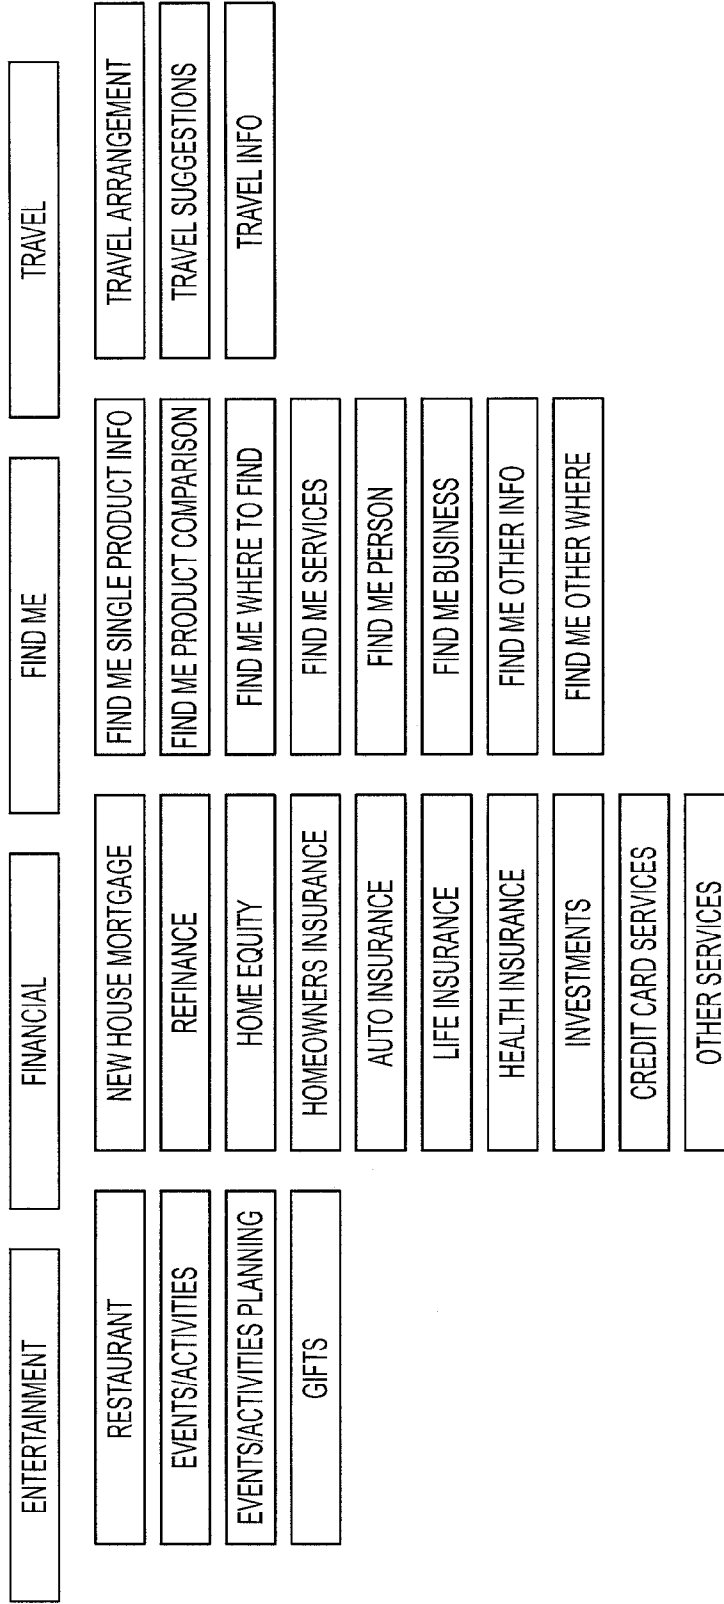 ENTERTAINMENT
RESTAURANT
EVENTS/ACTIVITIES
EVENTS/ACTIVITIES PLANNING
GIFTS
FINANCIAL
NEW HOUSE MORTGAGE
REFINANCE
HOME EQUITY
HOMEOWNERS INSURANCE
AUTO INSURANCE
LIFE INSURANCE
HEALTH INSURANCE
INVESTMENTS
CREDIT CARD SERVICES
OTHER SERVICES
FIND ME
FIND ME SINGLE PRODUCT INFO
FIND ME PRODUCT COMPARISON
FIND ME WHERE TO FIND
FIND ME SERVICES
FIND ME PERSON
FIND ME BUSINESS
FIND ME OTHER INFO
FIND ME OTHER WHERE
TRAVEL
TRAVEL ARRANGEMENT
TRAVEL SUGGESTIONS
TRAVEL INFO